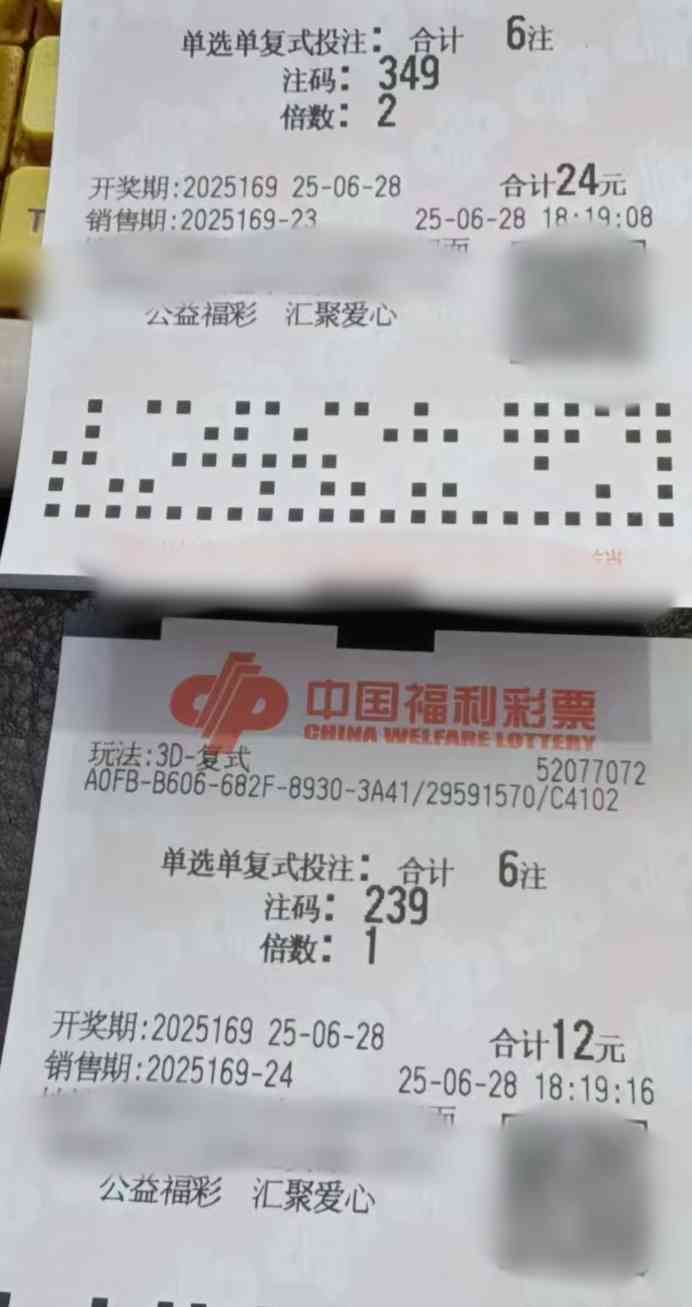 单选单复式投注: 合计 6注
注码: 349
倍数: 2
开奖期:2025169 25-06-28 合计24元
销售期:2025169-23 25-06-28 18:19:08
公益福彩 汇聚爱心
销
中国福利彩票
CHINA WELFARE LOTTERY
玩法:3D-复式 52077072
A0FB-B606-682F-8930-3A41/29591570/C4102
单选单复式投注: 合计 6注
注码: 239
倍数: 1
开奖期:2025169 25-06-28 合计12元
销售期:2025169-24 25-06-28 18:19:16
公益福彩 汇聚爱心